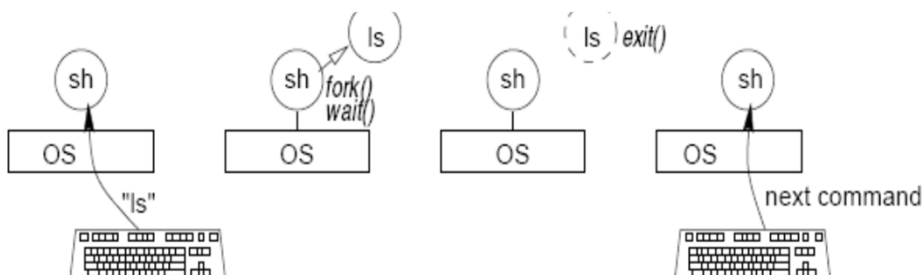 ls
ls
exit()
sh
sh
sh
sh
fork()
wait()
OS
OS
OS
OS
"ls"
next command